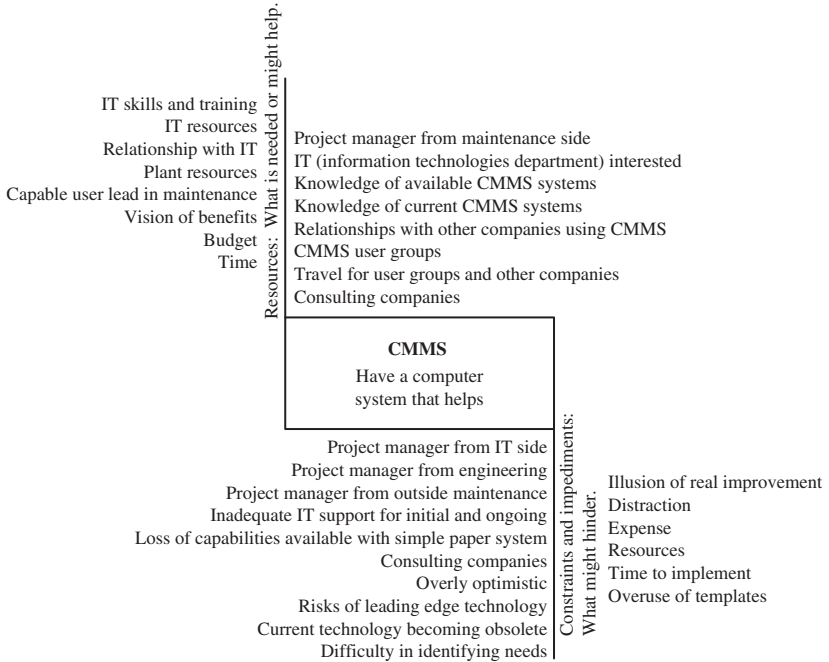 Resources: What is needed or might help.
IT skills and training
IT resources
Relationship with IT
Plant resources
Capable user lead in maintenance
Vision of benefits
Budget
Time
Project manager from maintenance side
IT (information technologies department) interested
Knowledge of available CMMS systems
Knowledge of current CMMS systems
Relationships with other companies using CMMS
CMMS user groups
Travel for user groups and other companies
Consulting companies
CMMS
Have a computer
system that helps
Project manager from IT side
Project manager from engineering
Project manager from outside maintenance
Inadequate IT support for initial and ongoing
Loss of capabilities available with simple paper system
Consulting companies
Overly optimistic
Risks of leading edge technology
Current technology becoming obsolete
Difficulty in identifying needs
Constraints and impediments:
What might hinder.
Illusion of real improvement
Distraction
Expense
Resources
Time to implement
Overuse of templates